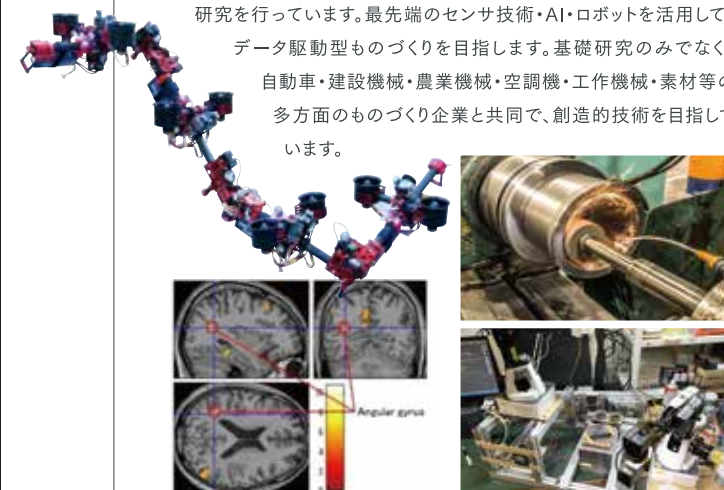 研究を行っています。最先端のセンサ技術・AI・ロボットを活用して
データ駆動型ものづくりを目指します。基礎研究のみでなく
自動車・建設機械・農業機械・空調機・工作機械・素材等の
多方面のものづくり企業と共同で、創造的技術を目指して
います。
Angular gyrus